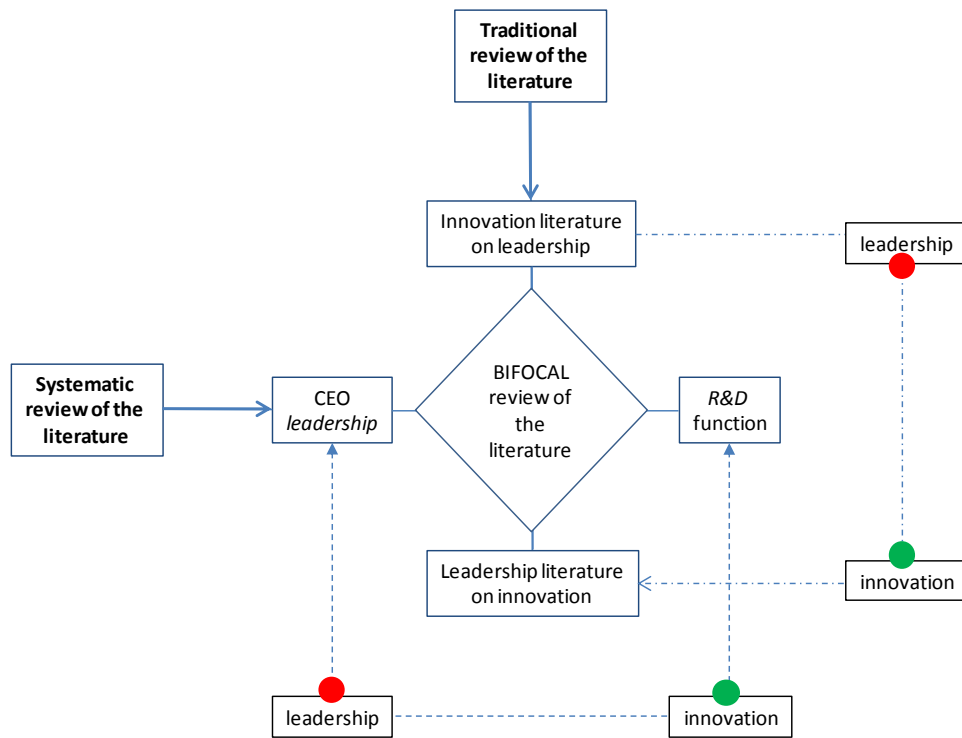 Traditional
review of the
literature
Innovation literature
on leadership
leadership
Systematic
review of the
literature
CEO
leadership
BIFOCAL
review of
the
literature
R&D
function
Leadership literature
on innovation
innovation
leadership
innovation